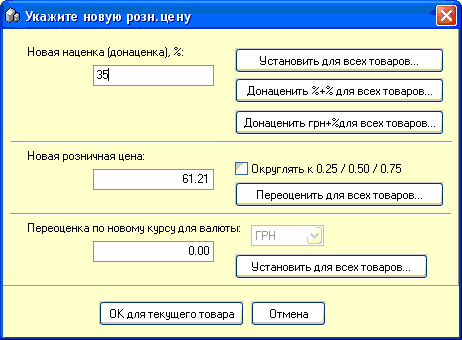 Укажите новую розн.цену
Новая наценка (донаценка), %:
35
Установить для всех товаров...
Донаценить %+% для всех товаров...
Донаценить грн+%для всех товаров...
Новая розничная цена:
61.21
Округлять к 0.25 / 0.50 / 0.75
Переоценить для всех товаров...
Переоценка по новому курсу для валюты:
ГРН
0.00
Установить для всех товаров...
ОК для текущего товара
Отмена